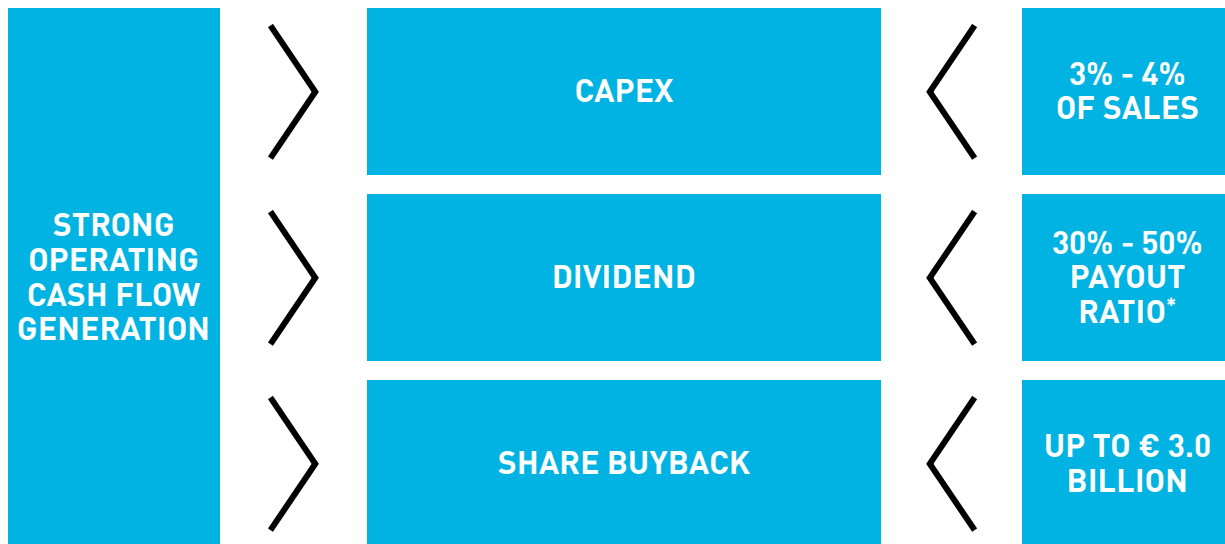 STRONG
OPERATING
CASH FLOW
GENERATION
CAPEX
3% - 4%
OF SALES
DIVIDEND
30% - 50%
PAYOUT
RATIO*
SHARE BUYBACK
UP TO € 3.0
BILLION